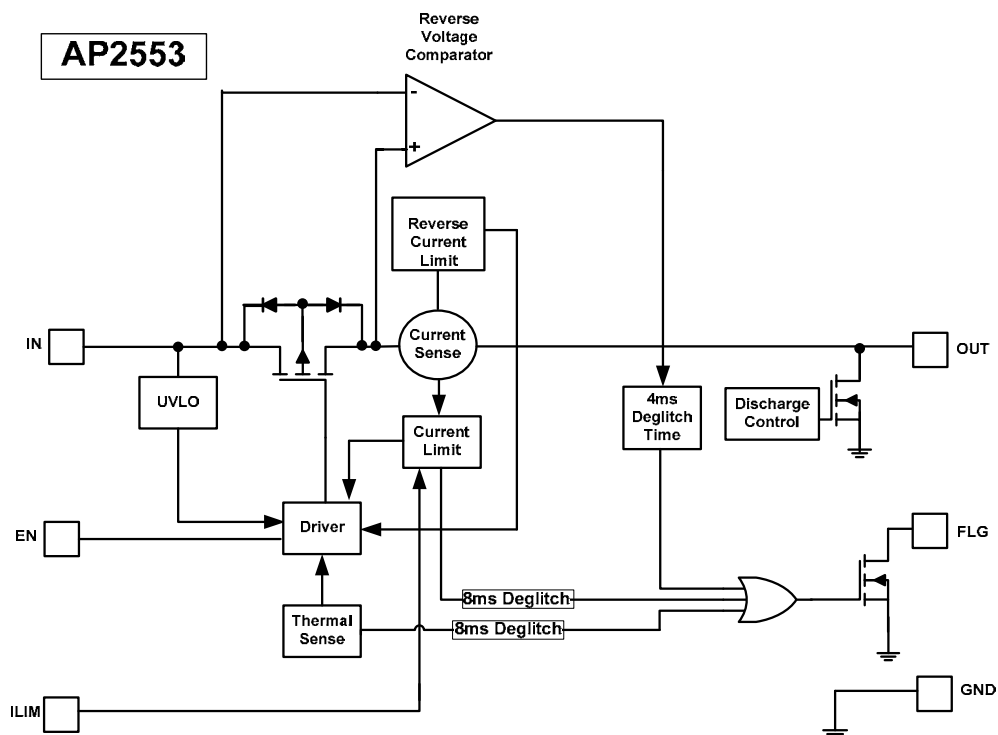 AP2553
Reverse
Voltage
Comparator
-
+
Reverse
Current
Limit
IN
Current
Sense
OUT
UVLO
4ms
Deglitch
Time
Discharge
Control
Current
Limit
Driver
EN
FLG
8ms Deglitch
Thermal
Sense
8ms Deglitch
ILIM
GND